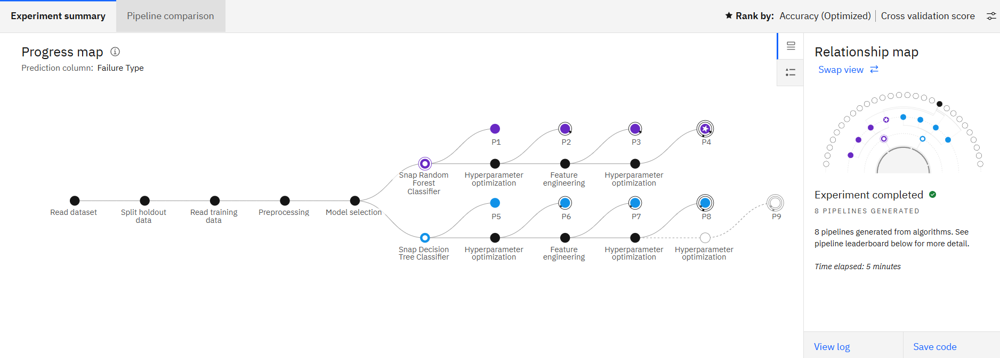 Experiment summary
Pipeline comparison
Rank by: Accuracy (Optimized) | Cross validation score
Progress map
Prediction column: Failure Type
P1
P2
P3
P4
Snap Random
Forest
Classifier
Hyperparameter
optimization
Feature
engineering
Hyperparameter
optimization
Read dataset
Split holdout
data
Read training
data
Preprocessing
Model selection
P5
P6
P7
P8
P9
Snap Decision
Tree Classifier
Hyperparameter
optimization
Feature
engineering
Hyperparameter
optimization
Hyperparameter
optimization
Relationship map
Swap view
Experiment completed
8 PIPELINES GENERATED
8 pipelines generated from algorithms. See
pipeline leaderboard below for more detail.
Time elapsed: 5 minutes
View log
Save code